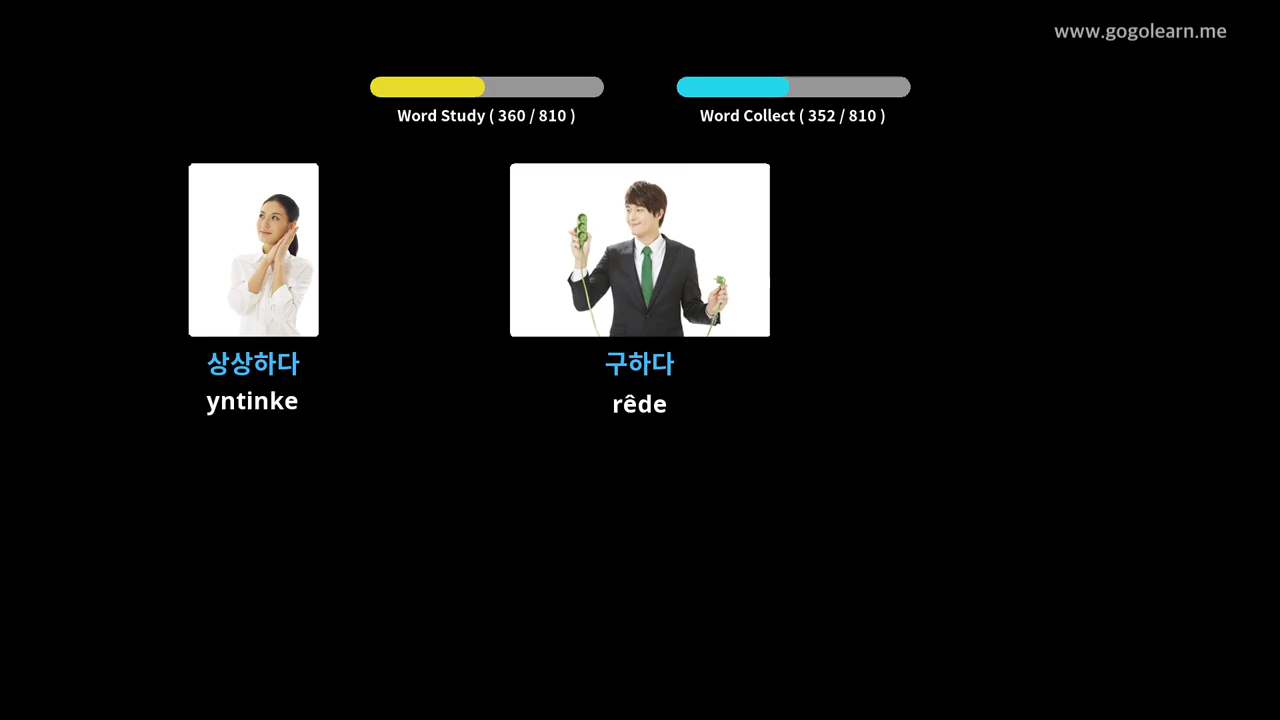 www.gogolearn.me
Word Study ( 360 / 810 )
Word Collect ( 352 / 810 )
상상하다
yntinke
구하다
rêde